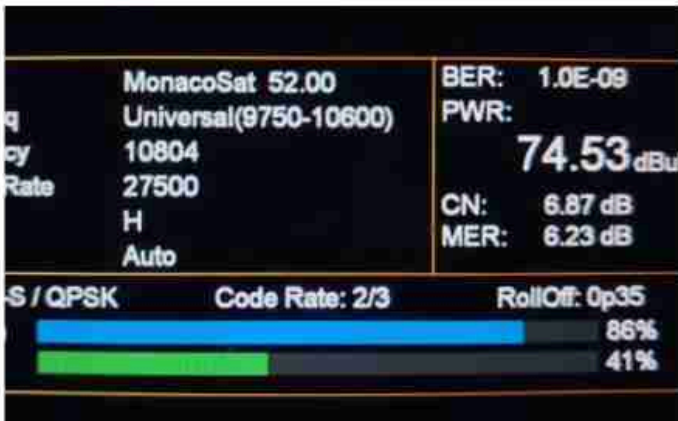 MonacoSat 52.00
q Universal(9750-10600)
cy 10804
Rate 27500
H
Auto
BER: 1.0E-09
PWR:
74.53 dBu
CN: 6.87 dB
MER: 6.23 dB
-S / QPSK Code Rate: 2/3 RollOff: 0p35
86%
41%